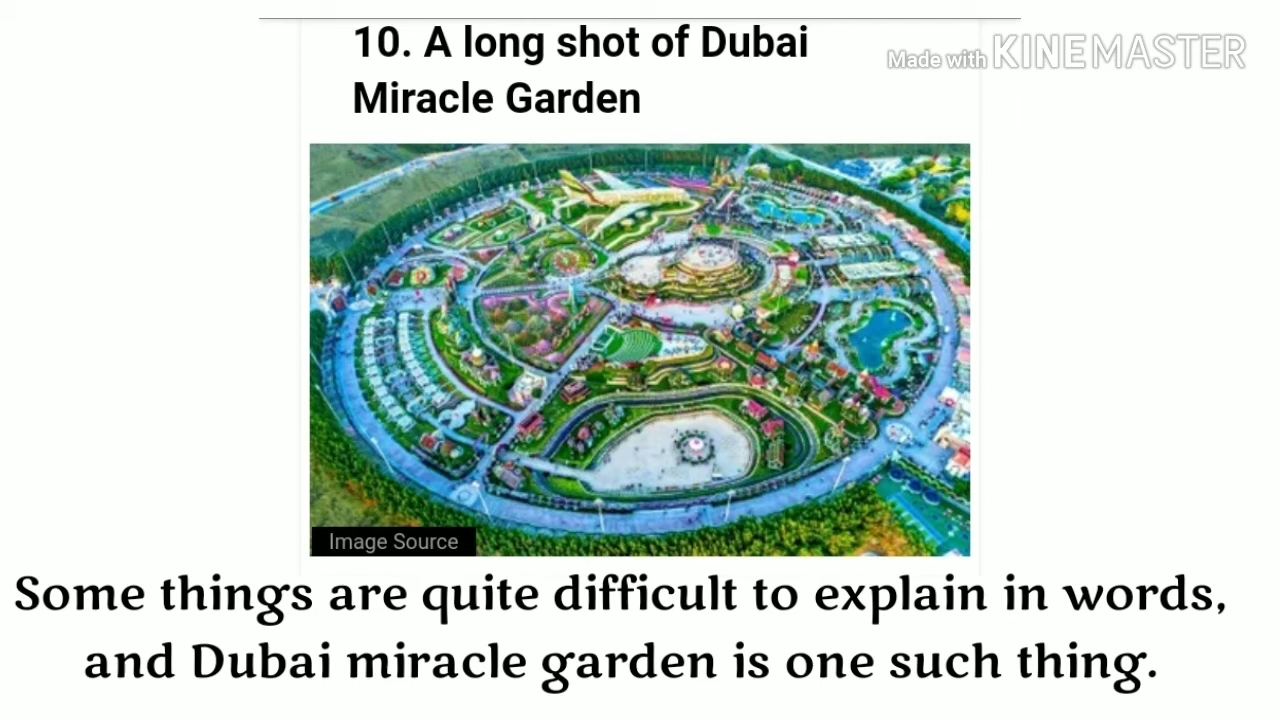 10. A long shot of Dubai
Made with KINEMASTER
Miracle Garden
Image Source
Some things are quite difficult to explain in words,
and Dubai miracle garden is one such thing.